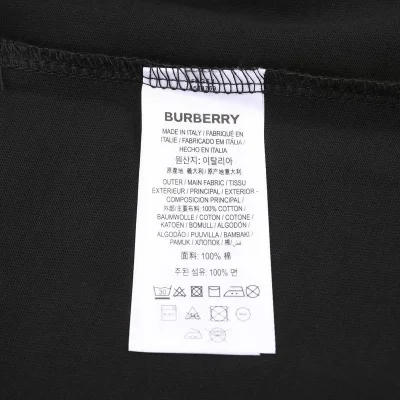 BURBERRY
MADE IN ITALY / FABRIQUÉ EN
ITALIE / FABRICADO EM ITÁLIA /
HECHO EN ITALIA
원산지: 이탈리아
原產地 義大利 / 原产地意大利
OUTER / MAIN FABRIC / TISSU
EXTERIEUR / PRINCIPAL / EXTERIOR -
COMPOSICION PRINCIPAL /
外/主要布料: 100% COTTON /
BAUMWOLLE / COTON / COTONE /
KATOEN / BOMULL / ALGODÓN /
ALGODÃO / PUUVILLA / BAMBAKI /
PAMUK / ХЛОПОК / 棉 / قطن
面料: 100% 棉
주된 섬유: 100% 면